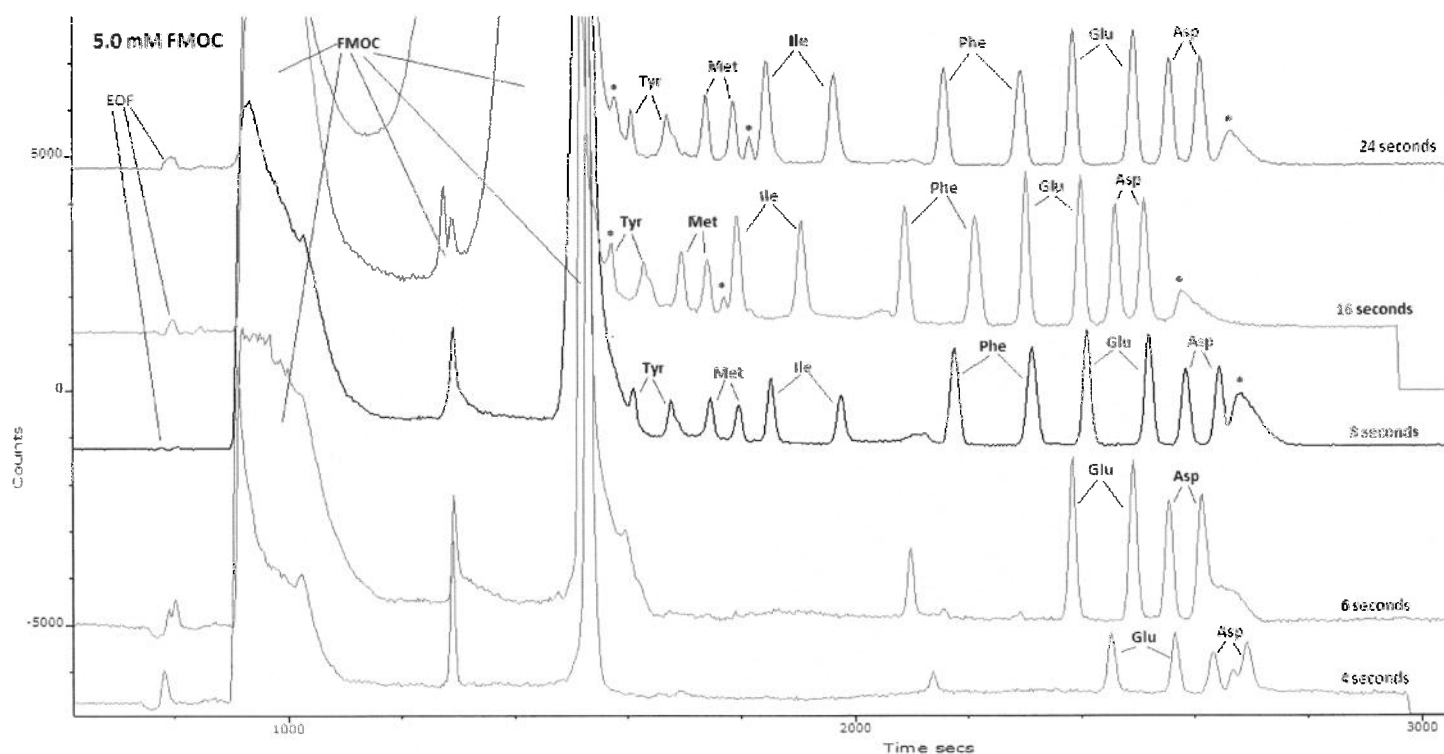 5.0 mM FMOC
FMOC
EOF
Tyr
Met
Ile
Phe
Glu
Asp
*
*
*
24 seconds
5000
Tyr
Met
Ile
Phe
Glu
Asp
*
*
*
16 seconds
0
Tyr
Met
Ile
Phe
Glu
Asp
*
8 seconds
Counts
Glu
Asp
6 seconds
-5000
Glu
Asp
4 seconds
1000
2000
3000
Time secs